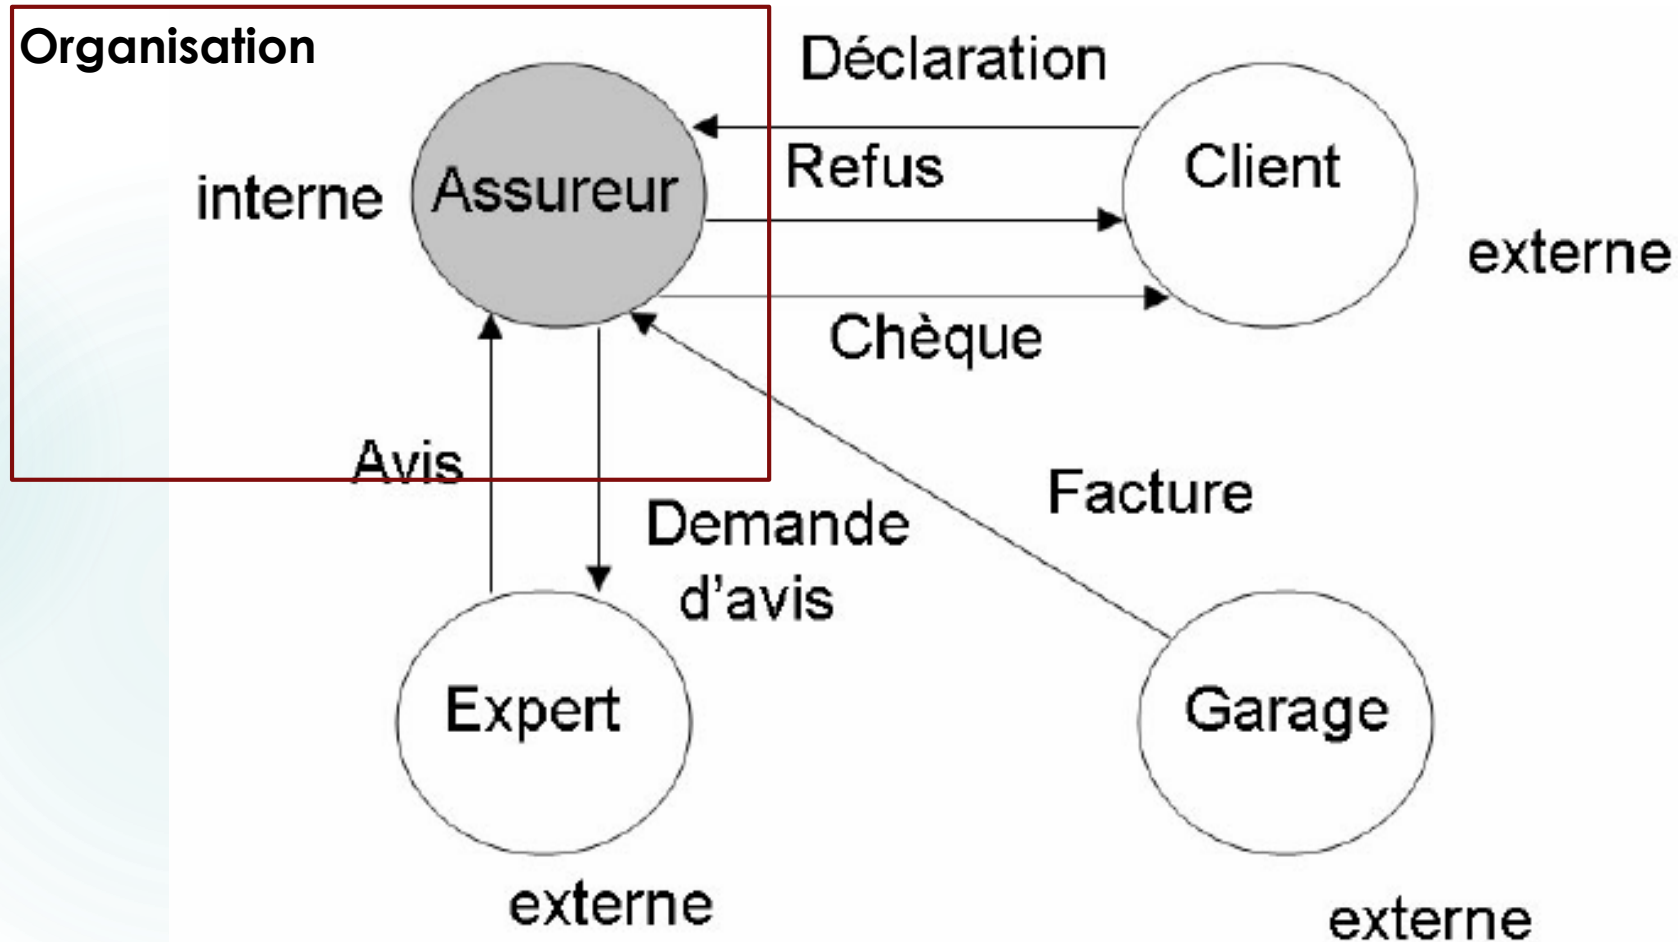 Organisation
Déclaration
interne
Assureur
Refus
Client
externe
Chèque
Avis
Demande
d'avis
Facture
Expert
Garage
externe
externe